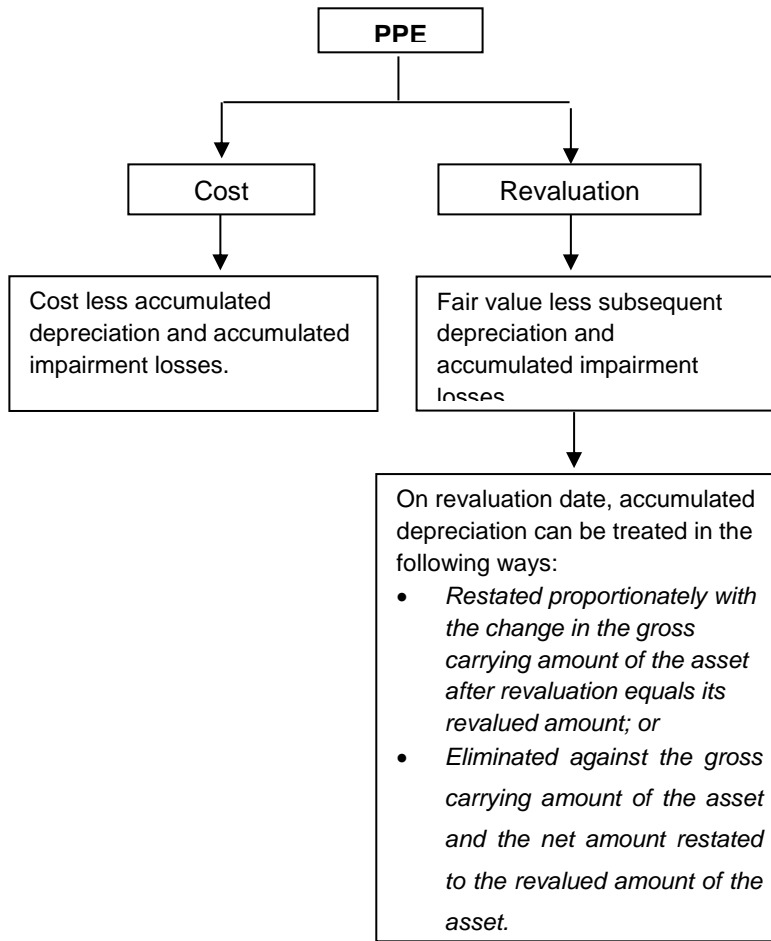 PPE
Cost
Revaluation
Cost less accumulated
depreciation and accumulated
impairment losses.
Fair value less subsequent
depreciation and
accumulated impairment
losses
On revaluation date, accumulated
depreciation can be treated in the
following ways:
• Restated proportionately with
the change in the gross
carrying amount of the asset
after revaluation equals its
revalued amount; or
• Eliminated against the gross
carrying amount of the asset
and the net amount restated
to the revalued amount of the
asset.